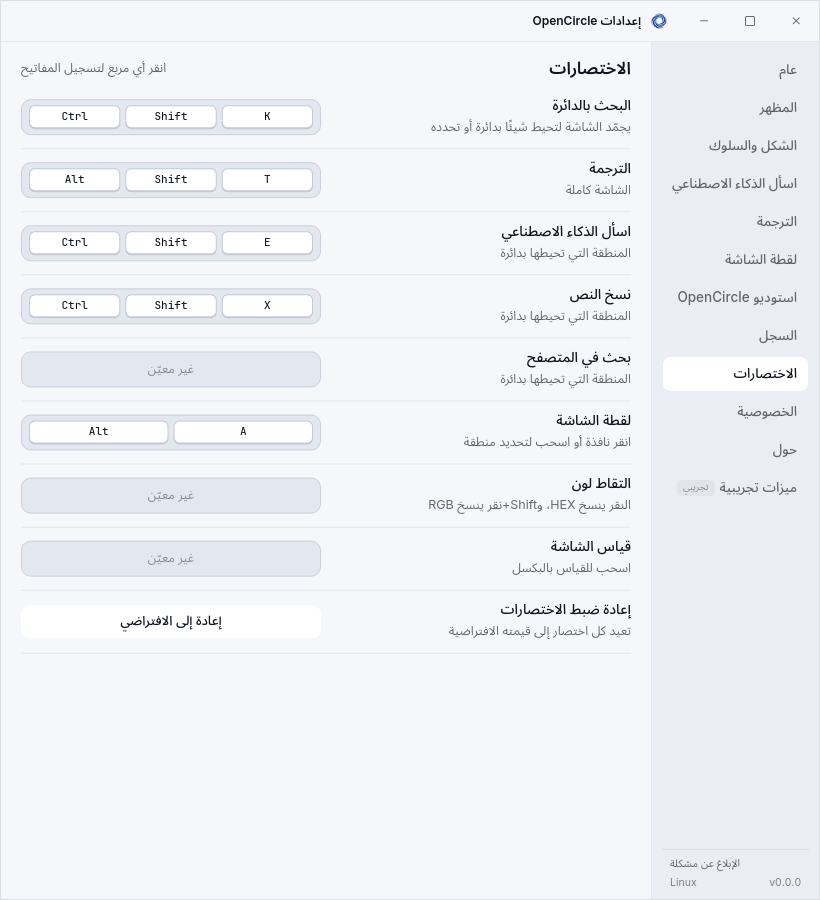 إعدادات OpenCircle
عام
المظهر
الشكل والسلوك
اسأل الذكاء الاصطناعي
الترجمة
لقطة الشاشة
استوديو OpenCircle
السجل
الاختصارات
الخصوصية
حول
ميزات تجريبية تجريبي
الإبلاغ عن مشكلة
v0.0.0 Linux
الاختصارات
انقر أي مربع لتسجيل المفاتيح
البحث بالدائرة
يجمّد الشاشة لتحيط شيئًا بدائرة أو تحدده
Ctrl Shift K
الترجمة
الشاشة كاملة
Alt Shift T
اسأل الذكاء الاصطناعي
المنطقة التي تحيطها بدائرة
Ctrl Shift E
نسخ النص
المنطقة التي تحيطها بدائرة
Ctrl Shift X
بحث في المتصفح
المنطقة التي تحيطها بدائرة
غير معيّن
لقطة الشاشة
انقر نافذة أو اسحب لتحديد منطقة
Alt A
التقاط لون
النقر ينسخ HEX، وShift+نقر ينسخ RGB
غير معيّن
قياس الشاشة
اسحب للقياس بالبكسل
غير معيّن
إعادة ضبط الاختصارات
تعيد كل اختصار إلى قيمته الافتراضية
إعادة إلى الافتراضي